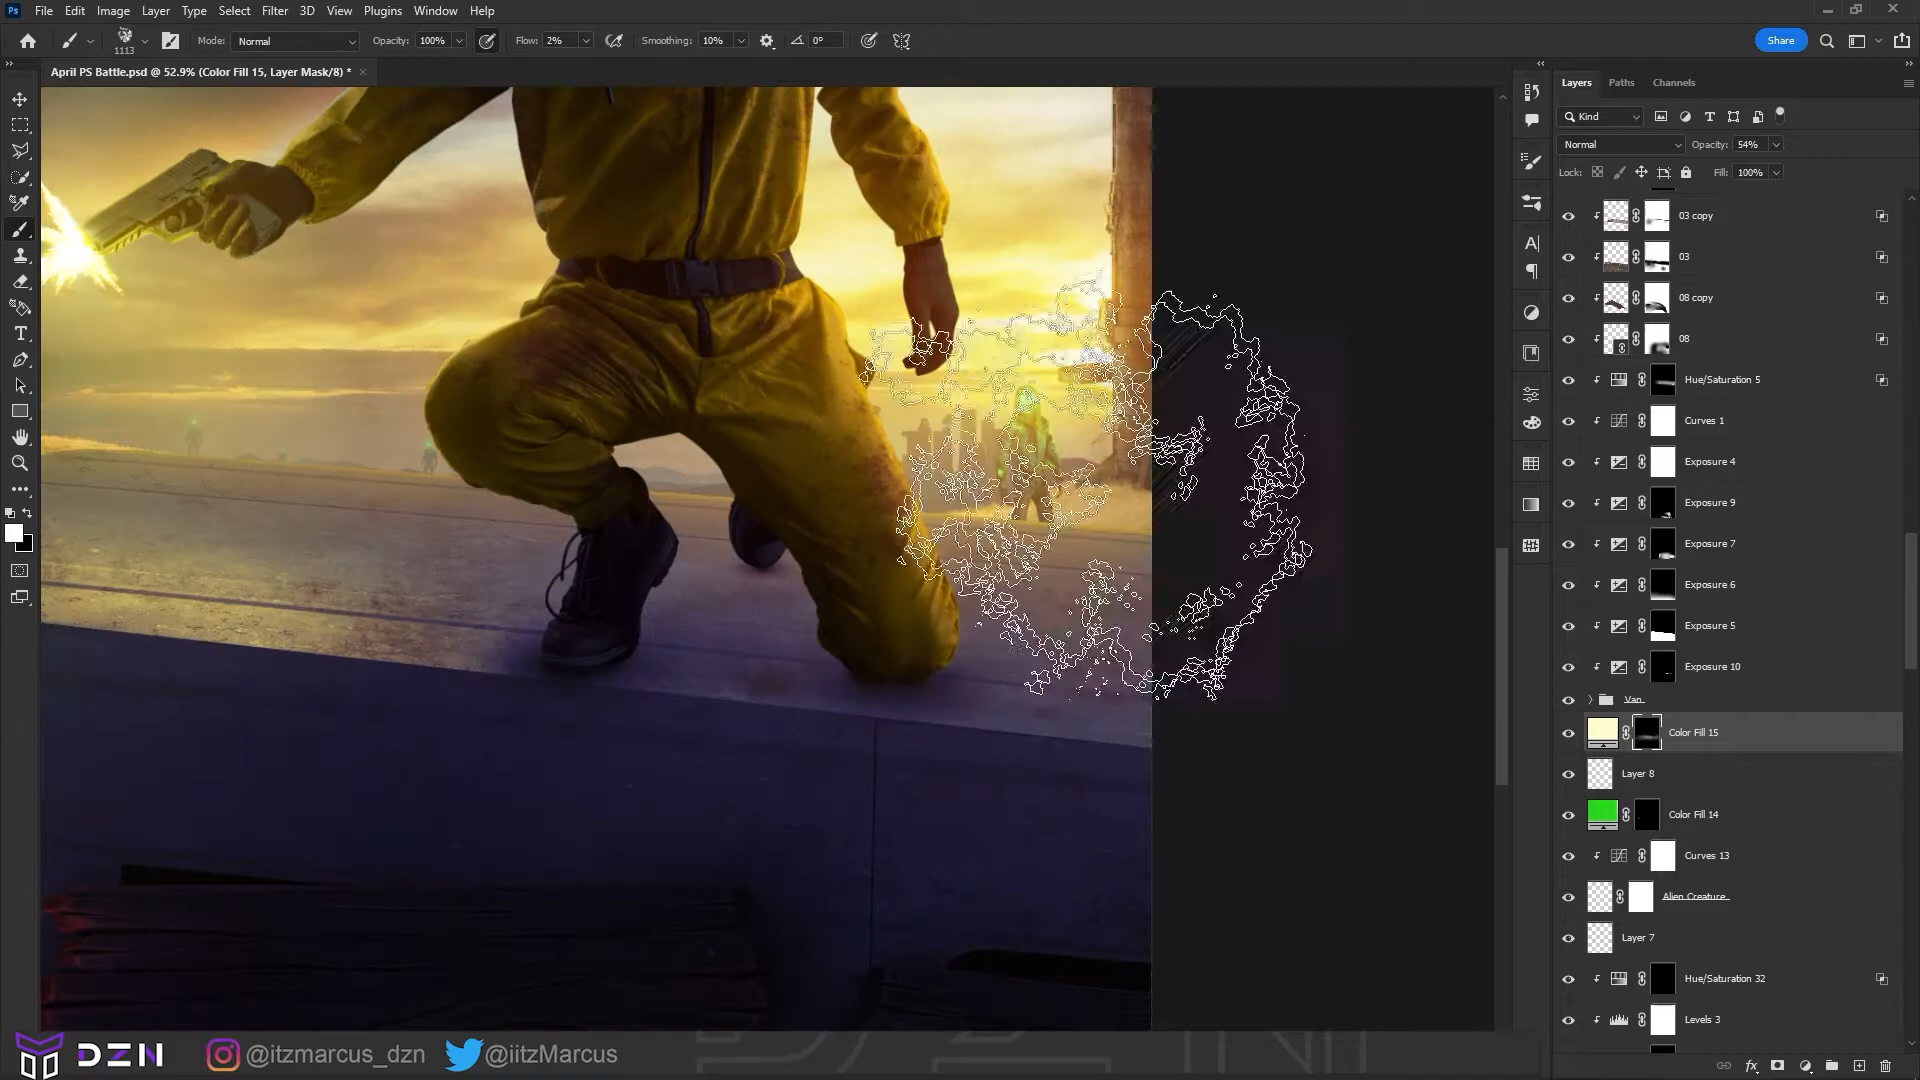 Ps File Edit Image Layer Type Select Filter 3D View Plugins Window Help
1113 Mode: Normal Opacity: 100% Flow: 2% Smoothing: 10% 0° Share
April PS Battle.psd @ 52.9% (Color Fill 15, Layer Mask/8) * ×
Layers Paths Channels
Kind
Normal Opacity: 54%
Lock: Fill: 100%
03 copy
03
08 copy
08
Hue/Saturation 5
Curves 1
Exposure 4
Exposure 9
Exposure 7
Exposure 6
Exposure 5
Exposure 10
Van
Color Fill 15
Layer 8
Color Fill 14
Curves 13
Alien Creature
Layer 7
Hue/Saturation 32
Levels 3
DZN @itzmarcus_dzn @iitzMarcus